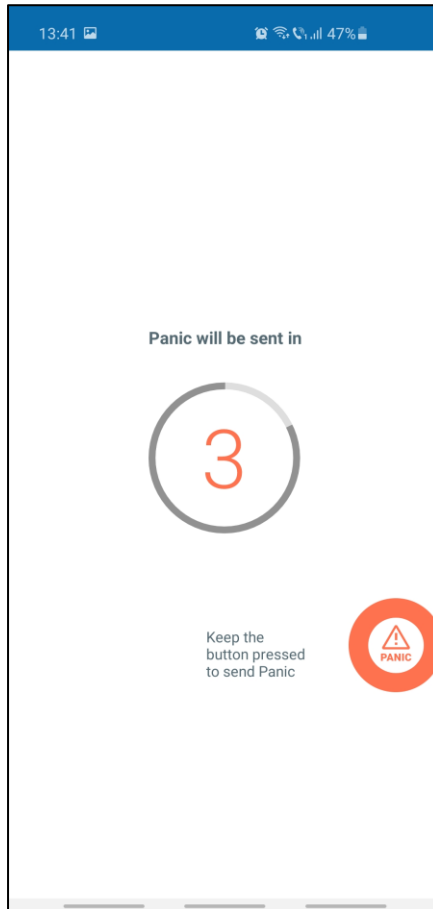 13:41
47%
Panic will be sent in
3
Keep the
button pressed
to send Panic
PANIC